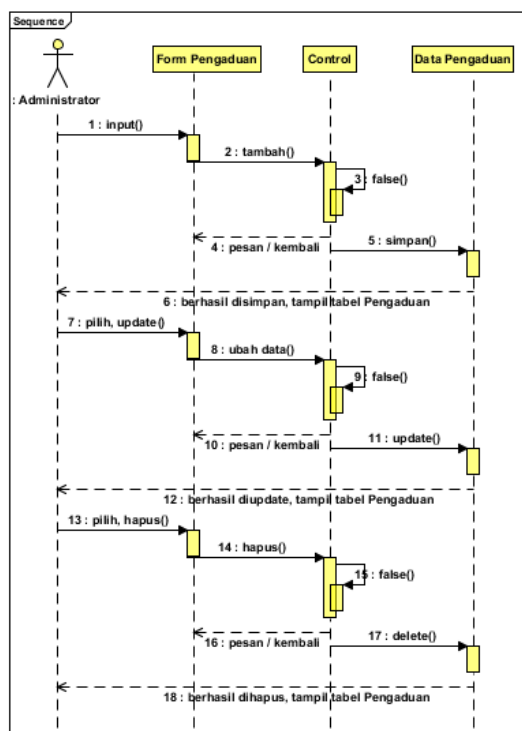 Sequence
Form Pengaduan
Control
Data Pengaduan
: Administrator
1 : input()
2 : tambah()
3 : false()
4 : pesan / kembali
5 : simpan()
6 : berhasil disimpan, tampil tabel Pengaduan
7 : pilih, update()
8 : ubah data()
9 : false()
10 : pesan / kembali
11 : update()
12 : berhasil diupdate, tampil tabel Pengaduan
13 : pilih, hapus()
14 : hapus()
15 : false()
16 : pesan / kembali
17 : delete()
18 : berhasil dihapus, tampil tabel Pengaduan